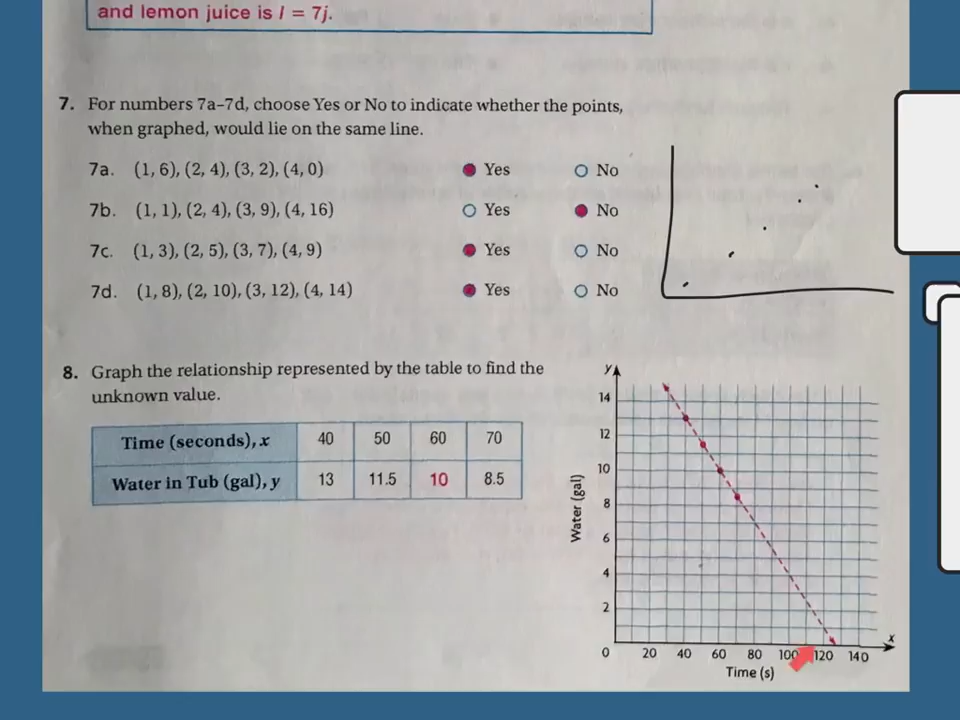 and lemon juice is l = 7j.
7. For numbers 7a–7d, choose Yes or No to indicate whether the points,
when graphed, would lie on the same line.
7a. (1, 6), (2, 4), (3, 2), (4, 0) Yes No
7b. (1, 1), (2, 4), (3, 9), (4, 16) Yes No
7c. (1, 3), (2, 5), (3, 7), (4, 9) Yes No
7d. (1, 8), (2, 10), (3, 12), (4, 14) Yes No
8. Graph the relationship represented by the table to find the
unknown value.
Time (seconds), x 40 50 60 70
Water in Tub (gal), y 13 11.5 10 8.5
y
14
12
10
8
6
4
2
Water (gal)
0 20 40 60 80 100 120 140
x
Time (s)